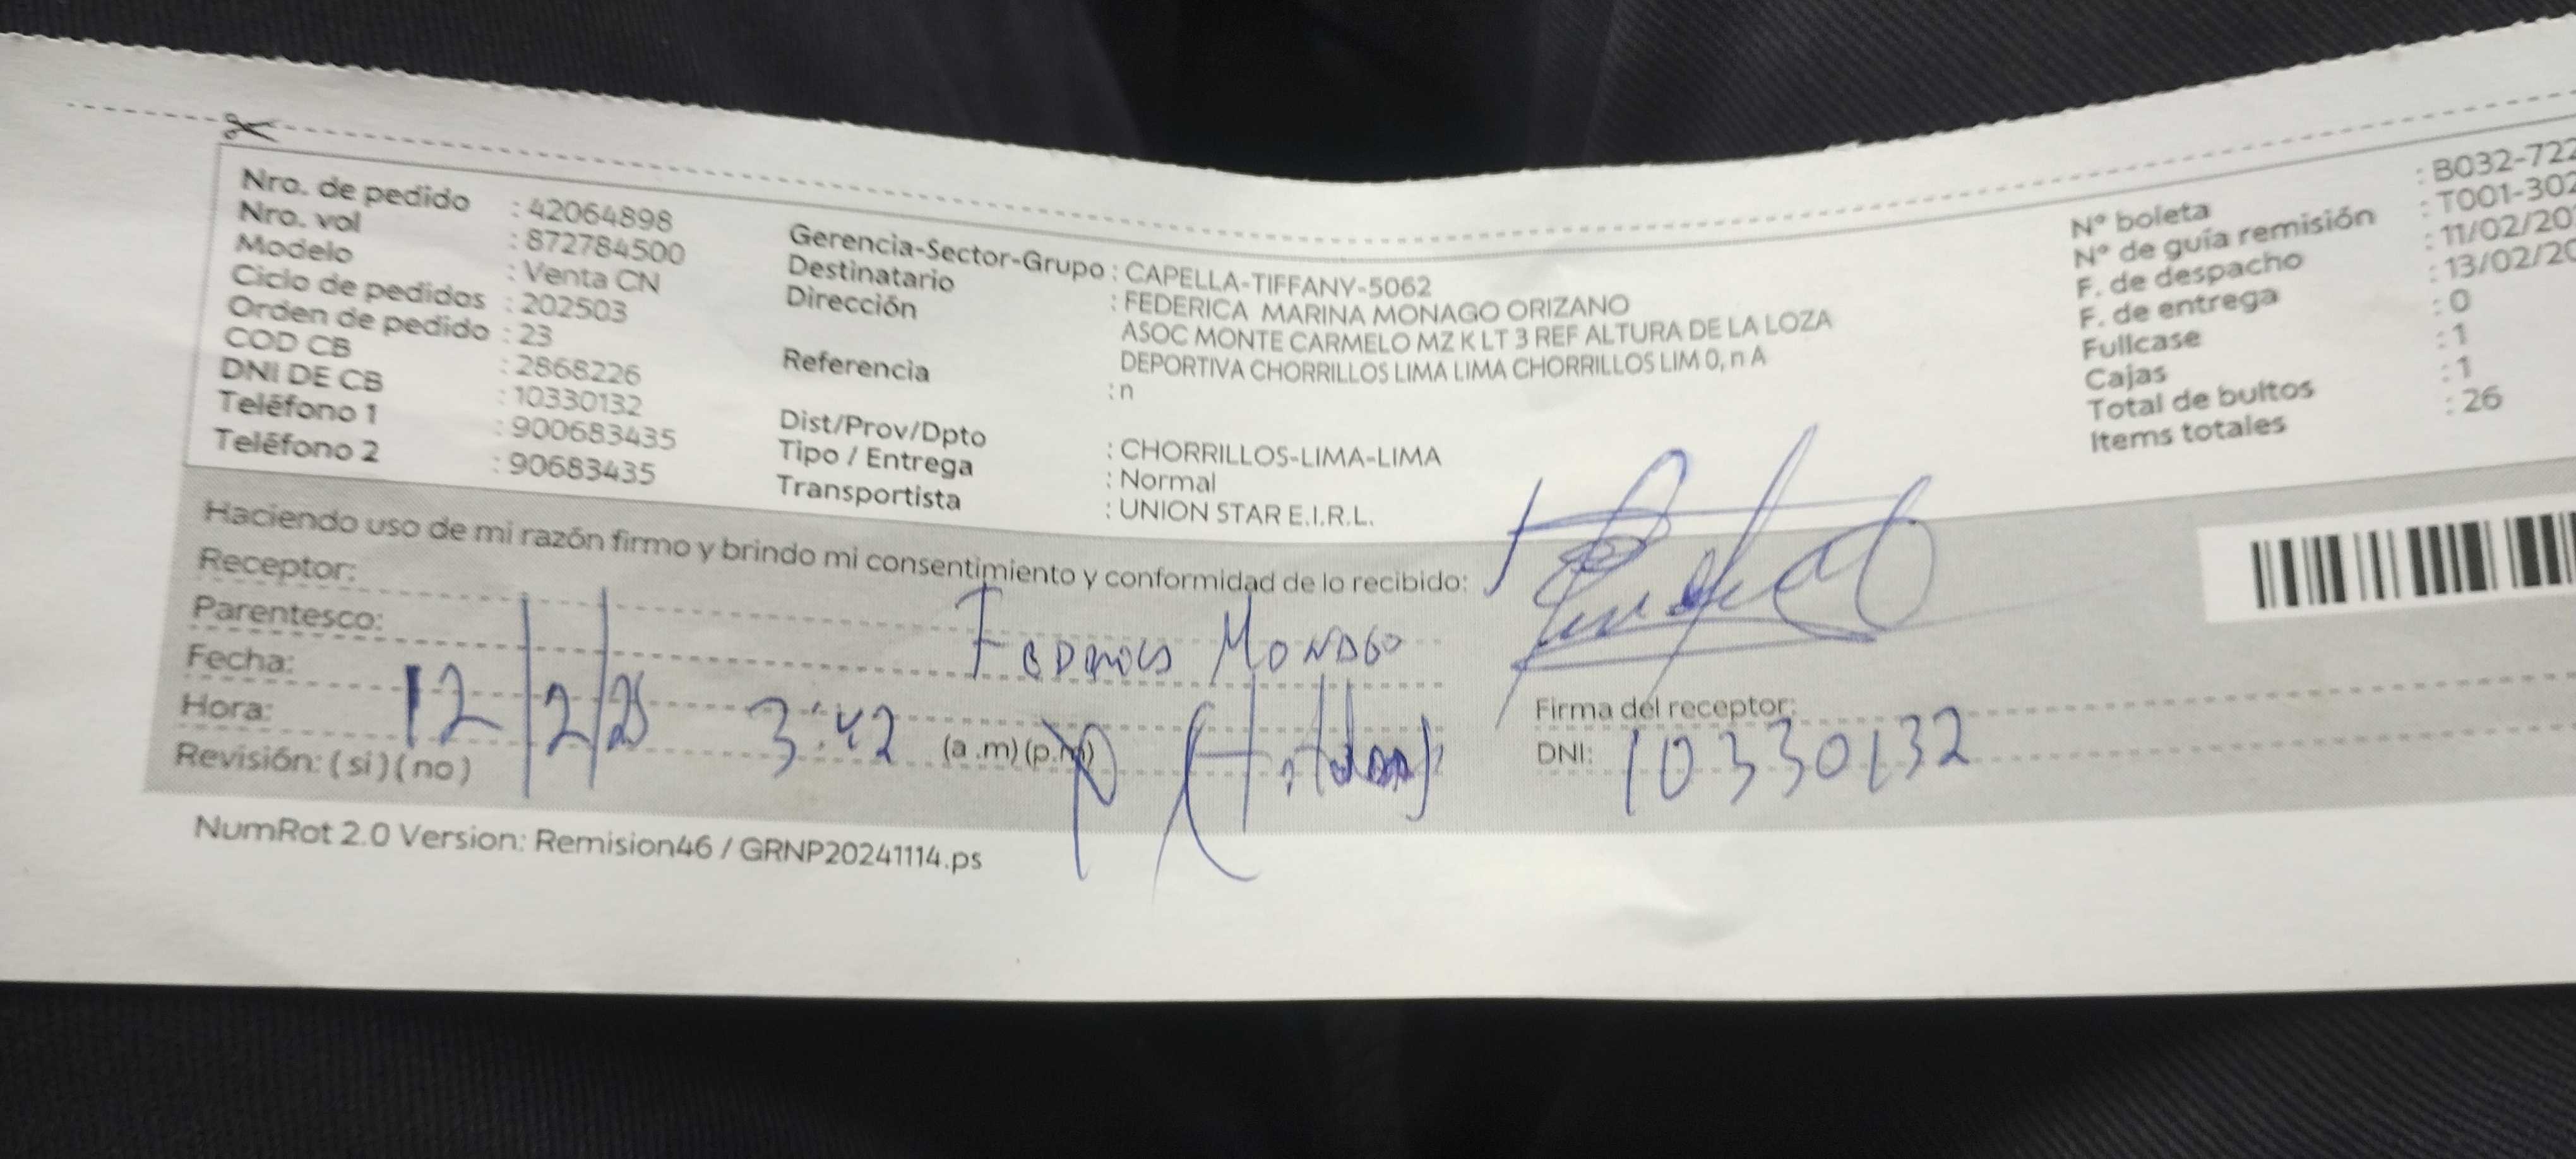 Nro. de pedido : 42064898
Nro. vol : 872784500
Modelo : Venta CN
Ciclo de pedidos : 202503
Orden de pedido : 23
COD CB : 2868226
DNI DE CB : 10330132
Teléfono 1 : 900683435
Teléfono 2 : 90683435
Gerencia-Sector-Grupo : CAPELLA-TIFFANY-5062
Destinatario : FEDERICA MARINA MONAGO ORIZANO
Dirección ASOC MONTE CARMELO MZ K LT 3 REF ALTURA DE LA LOZA
DEPORTIVA CHORRILLOS LIMA LIMA CHORRILLOS LIM 0, n A
Referencia : n
Dist/Prov/Dpto : CHORRILLOS-LIMA-LIMA
Tipo / Entrega : Normal
Transportista : UNION STAR E.I.R.L.
N° boleta : B032-722
N° de guía remisión : T001-302
F. de despacho : 11/02/20
F. de entrega : 13/02/20
Fullcase : 0
Cajas : 1
Total de bultos : 1
Items totales : 26
Haciendo uso de mi razón firmo y brindo mi consentimiento y conformidad de lo recibido:
Receptor:
Parentesco: Monago
Fecha: 12/2/25
Hora: 3:42 (a .m) (p.m)
Revisión: ( si ) ( no )
Firma del receptor:
DNI: 10330132
NumRot 2.0 Version: Remision46 / GRNP20241114.ps